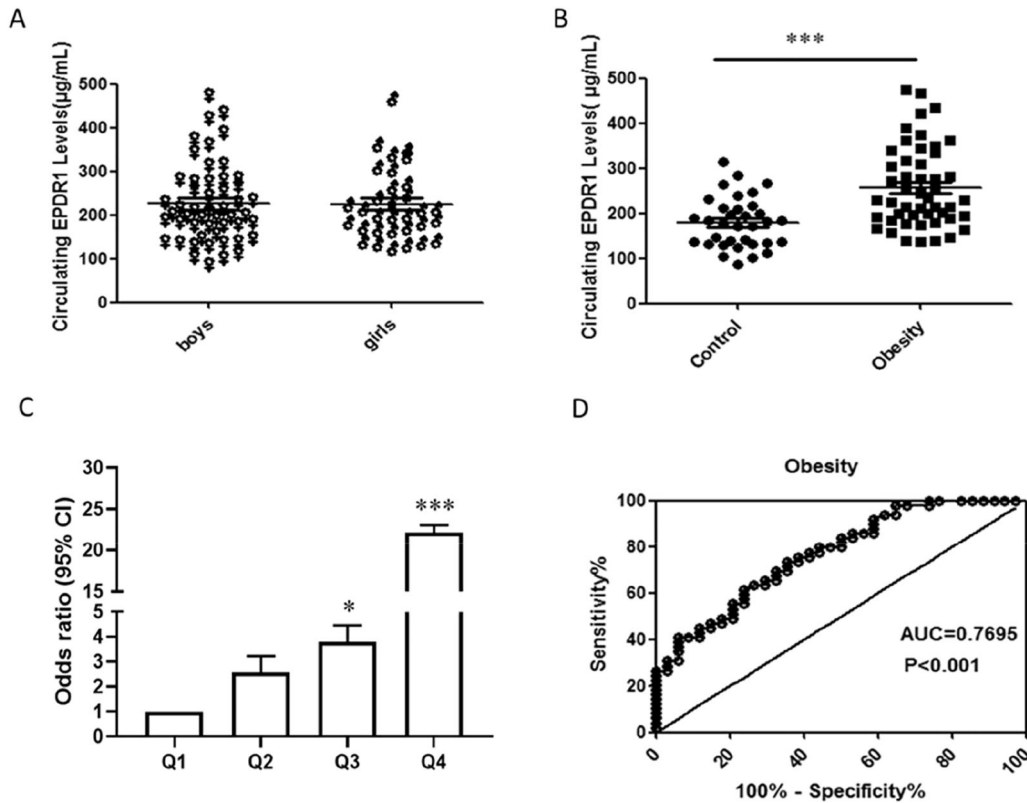 A
Circulating EPDR1 Levels(µg/mL)
500
400
300
200
100
0
boys
girls
B
***
Circulating EPDR1 Levels( µg/mL)
500
400
300
200
100
0
Control
Obesity
C
Odds ratio (95% CI)
30
25
20
15
5
4
3
2
1
0
*
***
Q1 Q2 Q3 Q4
D
Obesity
Sensitivity%
100
80
60
40
20
0
AUC=0.7695
P<0.001
0 20 40 60 80 100
100% - Specificity%